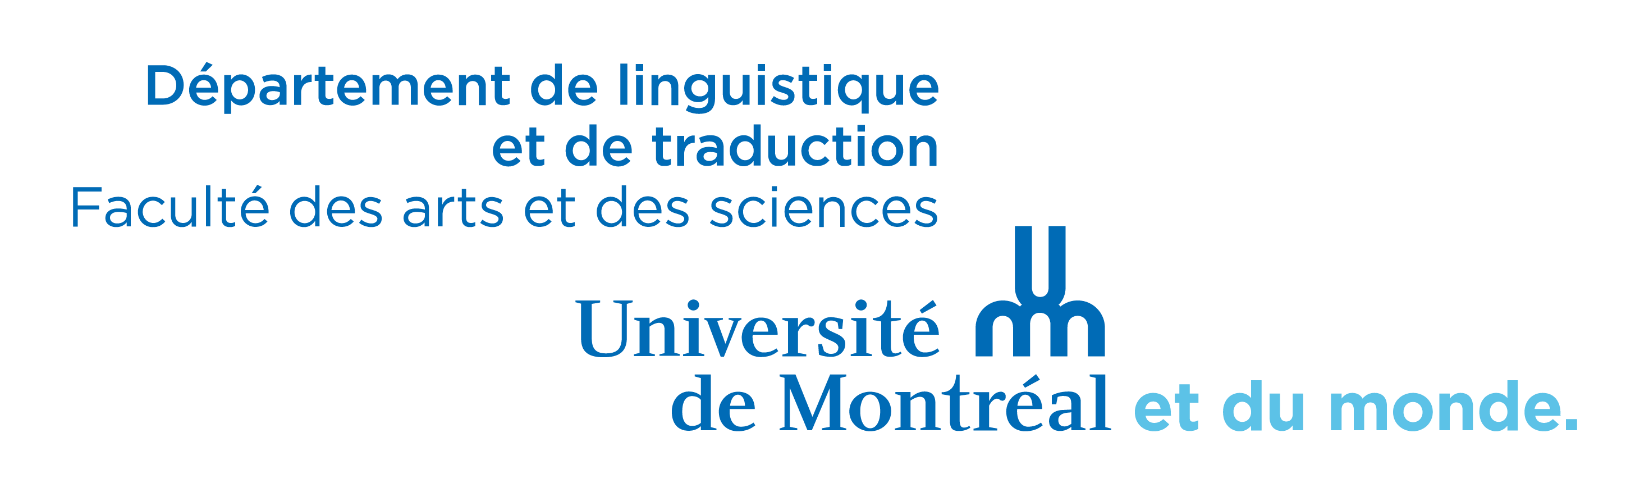 Département de linguistique
et de traduction
Faculté des arts et des sciences
Université
de Montréal et du monde.